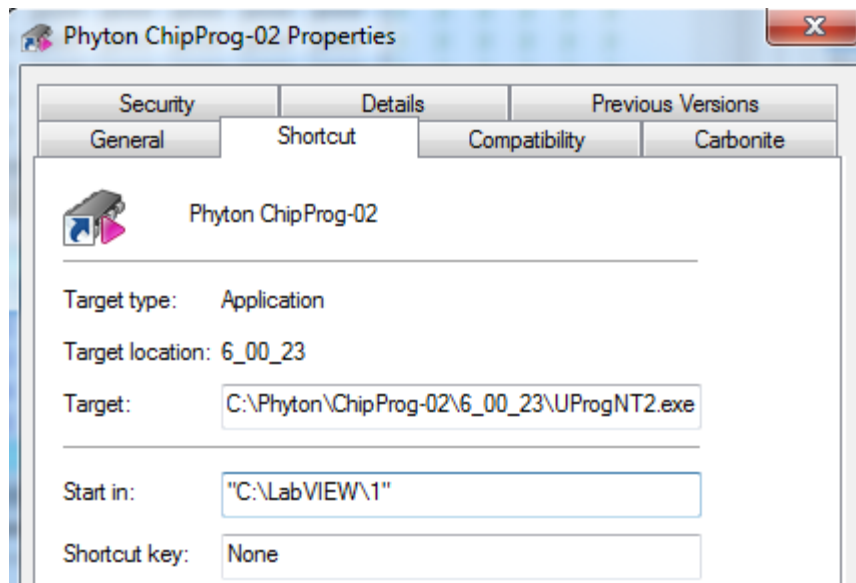 Phyton ChipProg-02 Properties
Security Details Previous Versions
General Shortcut Compatibility Carbonite
Phyton ChipProg-02
Target type: Application
Target location: 6_00_23
Target: C:\Phyton\ChipProg-02\6_00_23\UProgNT2.exe
Start in: "C:\LabVIEW\1"
Shortcut key: None